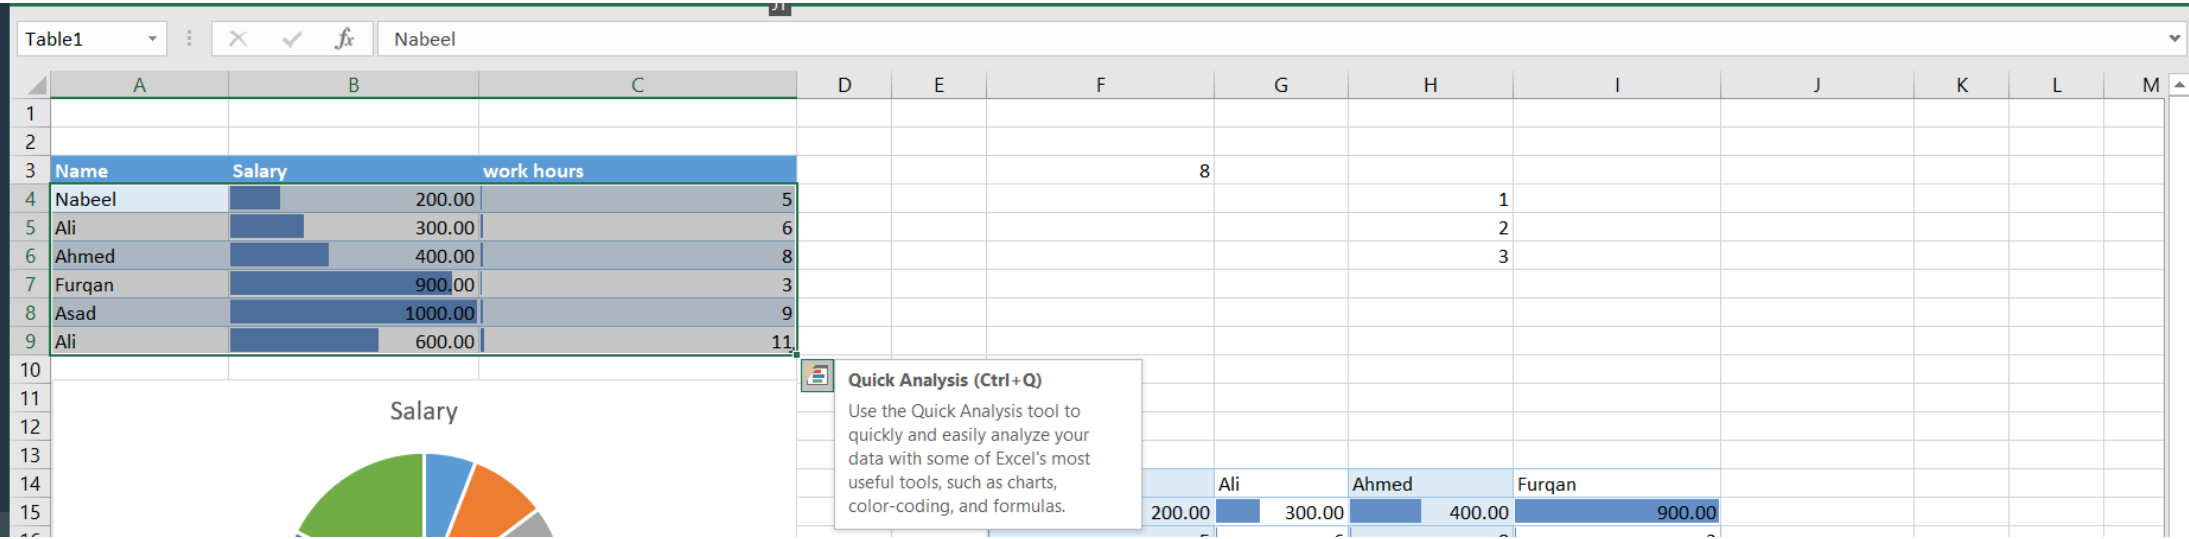 Table1 fx Nabeel
A B C D E F G H I J K L M
1
2
3 Name Salary work hours 8
4 Nabeel 200.00 5 1
5 Ali 300.00 6 2
6 Ahmed 400.00 8 3
7 Furqan 900.00 3
8 Asad 1000.00 9
9 Ali 600.00 11
10
Quick Analysis (Ctrl+Q)
Use the Quick Analysis tool to
quickly and easily analyze your
data with some of Excel's most
useful tools, such as charts,
color-coding, and formulas.
11
Salary
12
13
14 Ali Ahmed Furqan
15 200.00 300.00 400.00 900.00